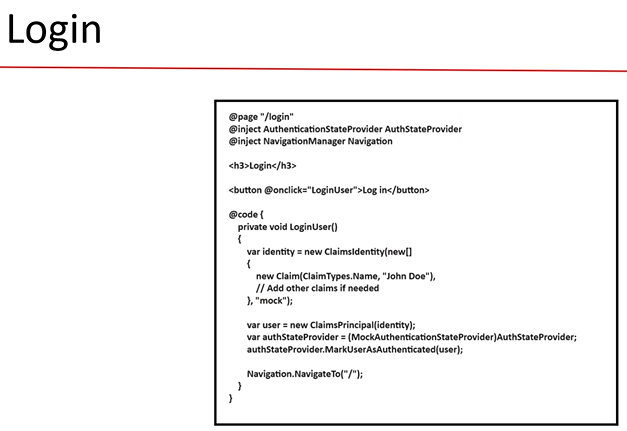 Login
@page "/login"
@inject AuthenticationStateProvider AuthStateProvider
@inject NavigationManager Navigation
<h3>Login</h3>
<button @onclick="LoginUser">Log in</button>
@code {
private void LoginUser()
{
var identity = new ClaimsIdentity(new[]
{
new Claim(ClaimTypes.Name, "John Doe"),
// Add other claims if needed
}, "mock");
var user = new ClaimsPrincipal(identity);
var authStateProvider = (MockAuthenticationStateProvider)AuthStateProvider;
authStateProvider.MarkUserAsAuthenticated(user);
Navigation.NavigateTo("/");
}
}